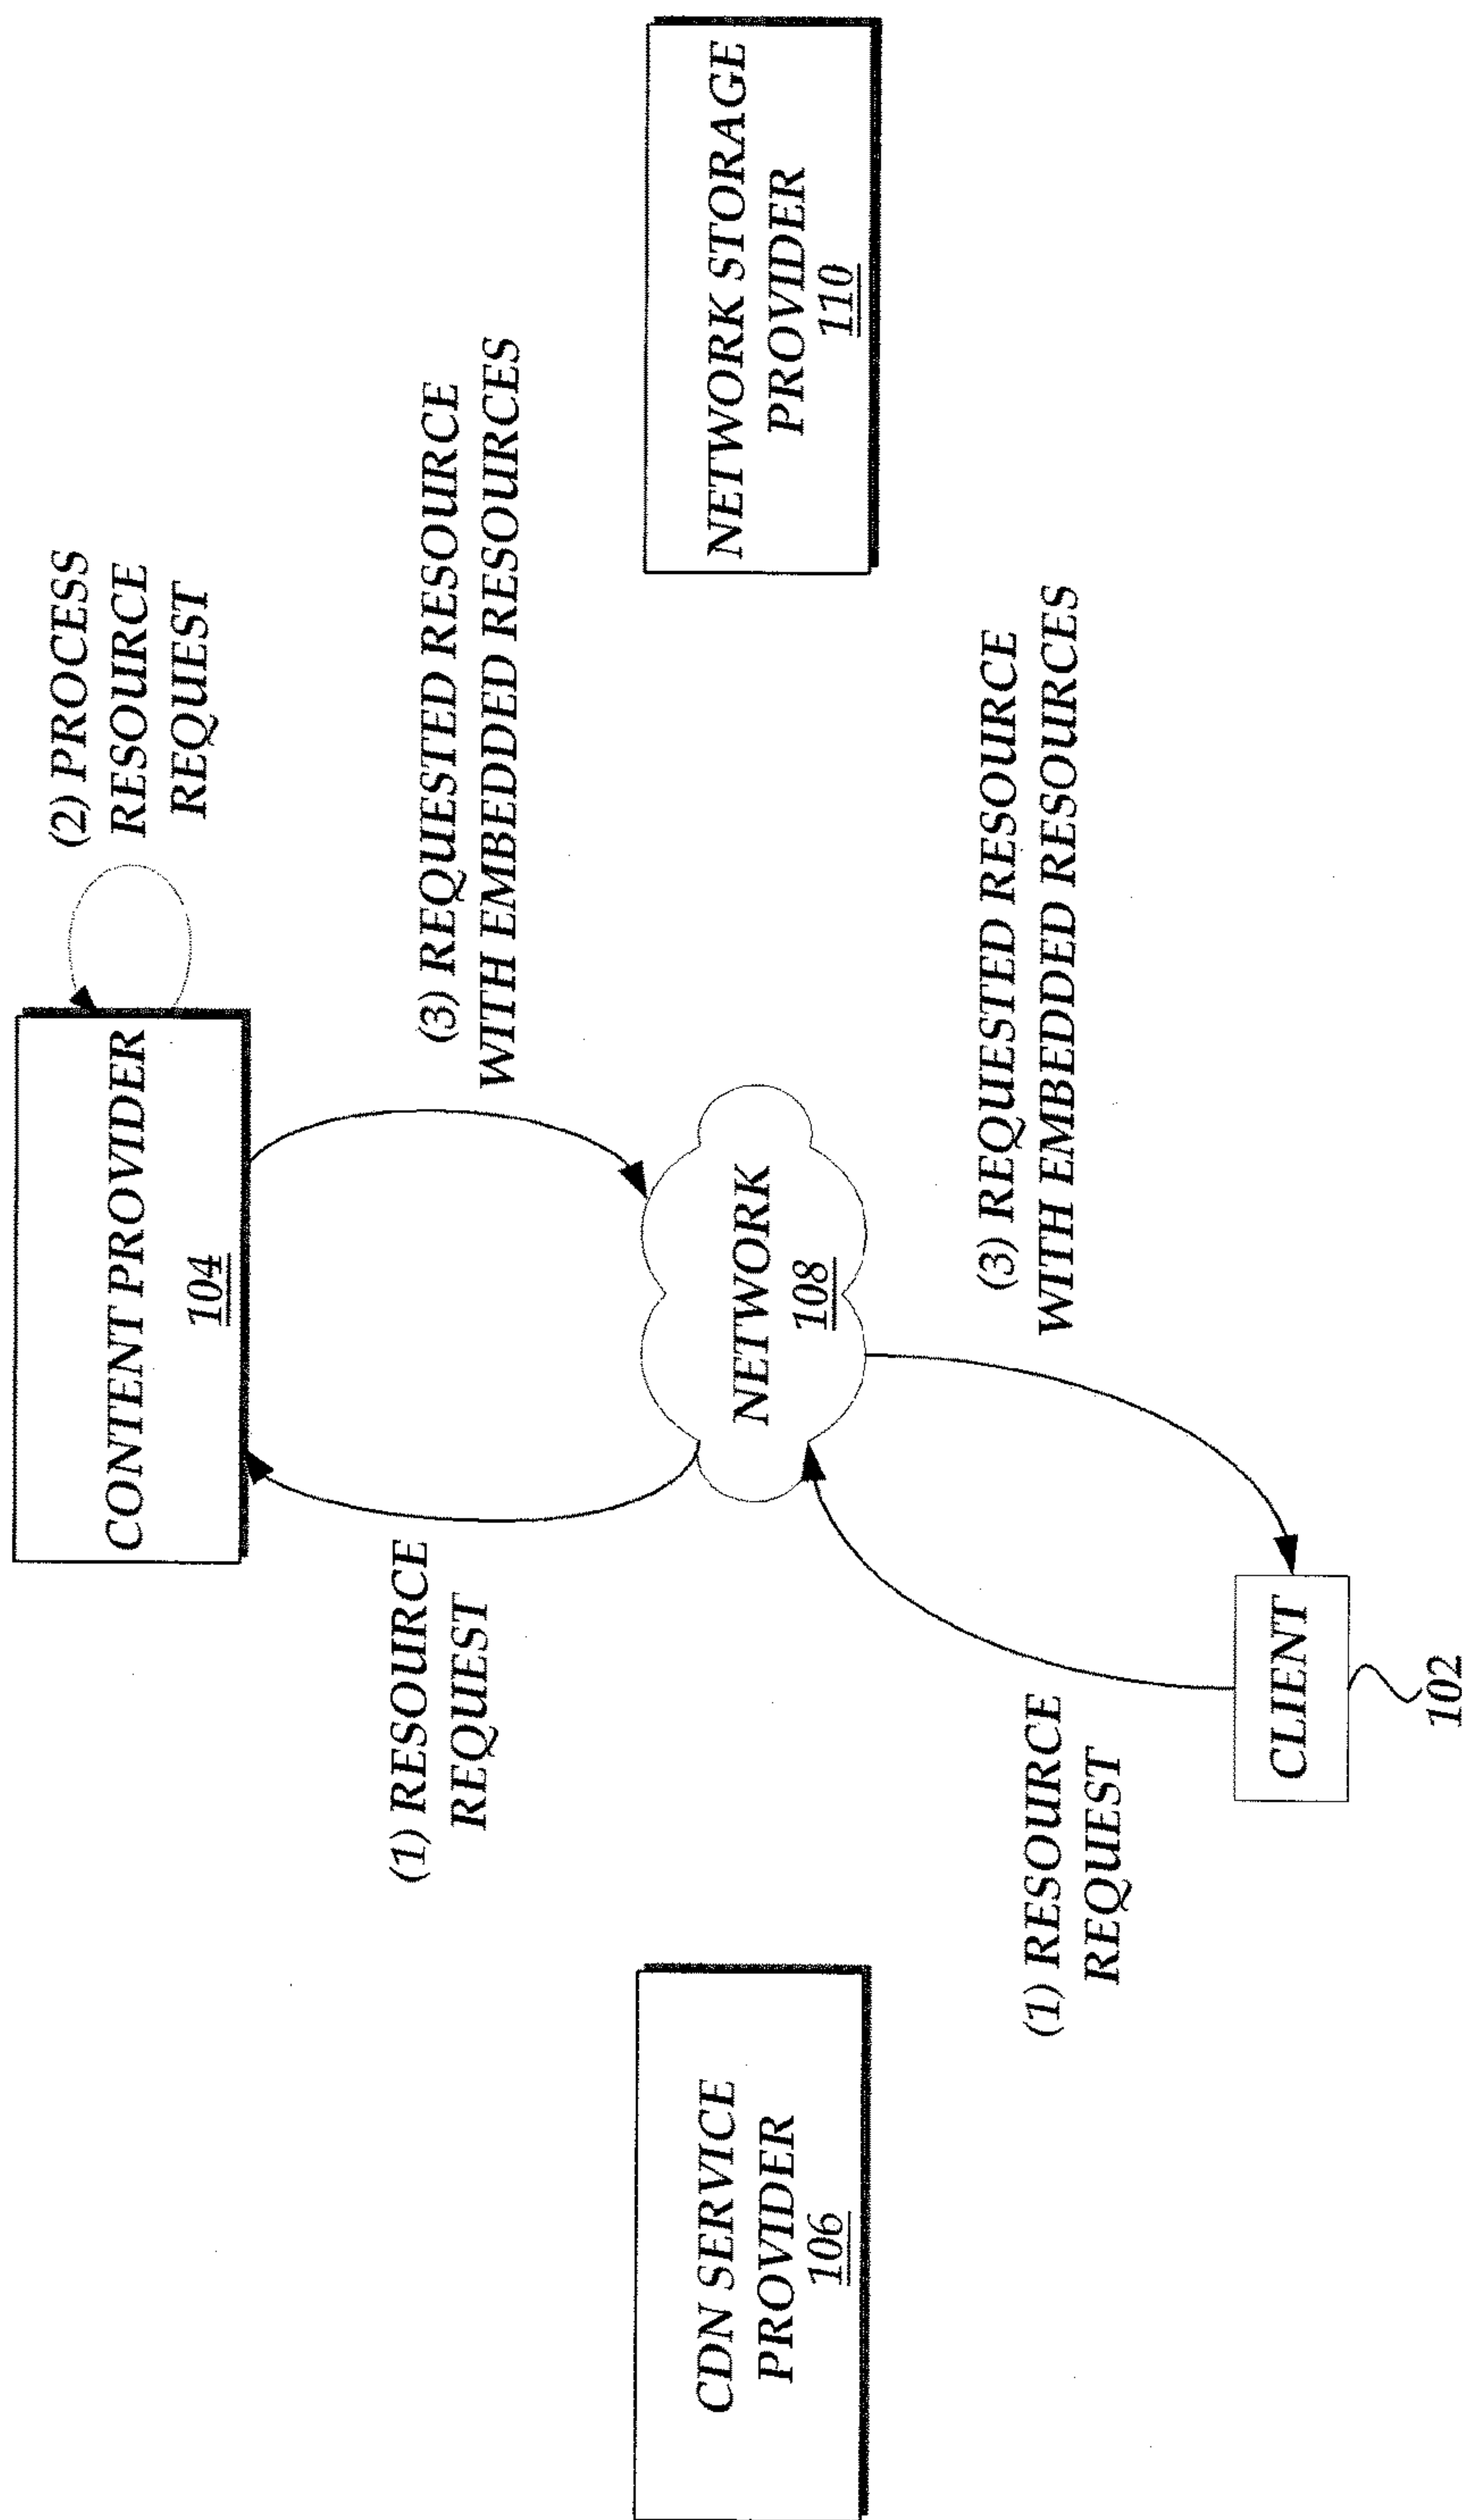 CONTENT PROVIDER
104
(2) PROCESS
RESOURCE
REQUEST
(1) RESOURCE
REQUEST
(3) REQUESTED RESOURCE
WITH EMBEDDED RESOURCES
CDN SERVICE
PROVIDER
106
NETWORK
108
NETWORK STORAGE
PROVIDER
110
(1) RESOURCE
REQUEST
(3) REQUESTED RESOURCE
WITH EMBEDDED RESOURCES
CLIENT
102